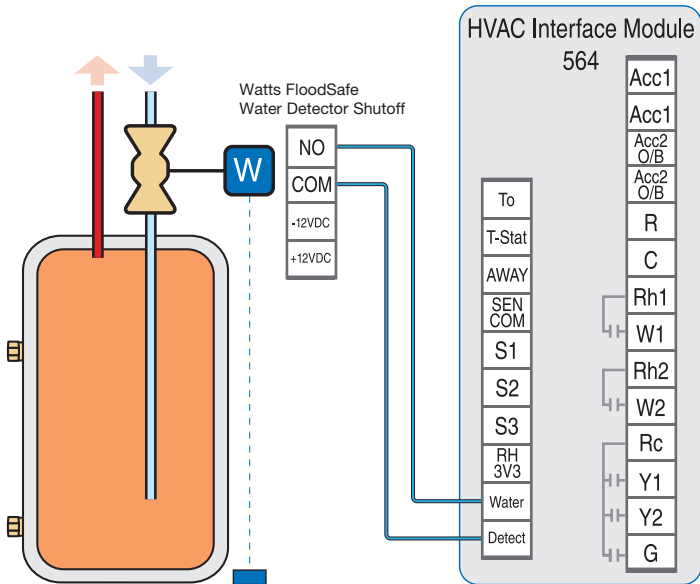 HVAC Interface Module
564
Watts FloodSafe
Water Detector Shutoff
W
NO
COM
-12VDC
+12VDC
To
T-Stat
AWAY
SEN
COM
S1
S2
S3
RH
3V3
Water
Detect
Acc1
Acc1
Acc2
O/B
Acc2
O/B
R
C
Rh1
W1
Rh2
W2
Rc
Y1
Y2
G